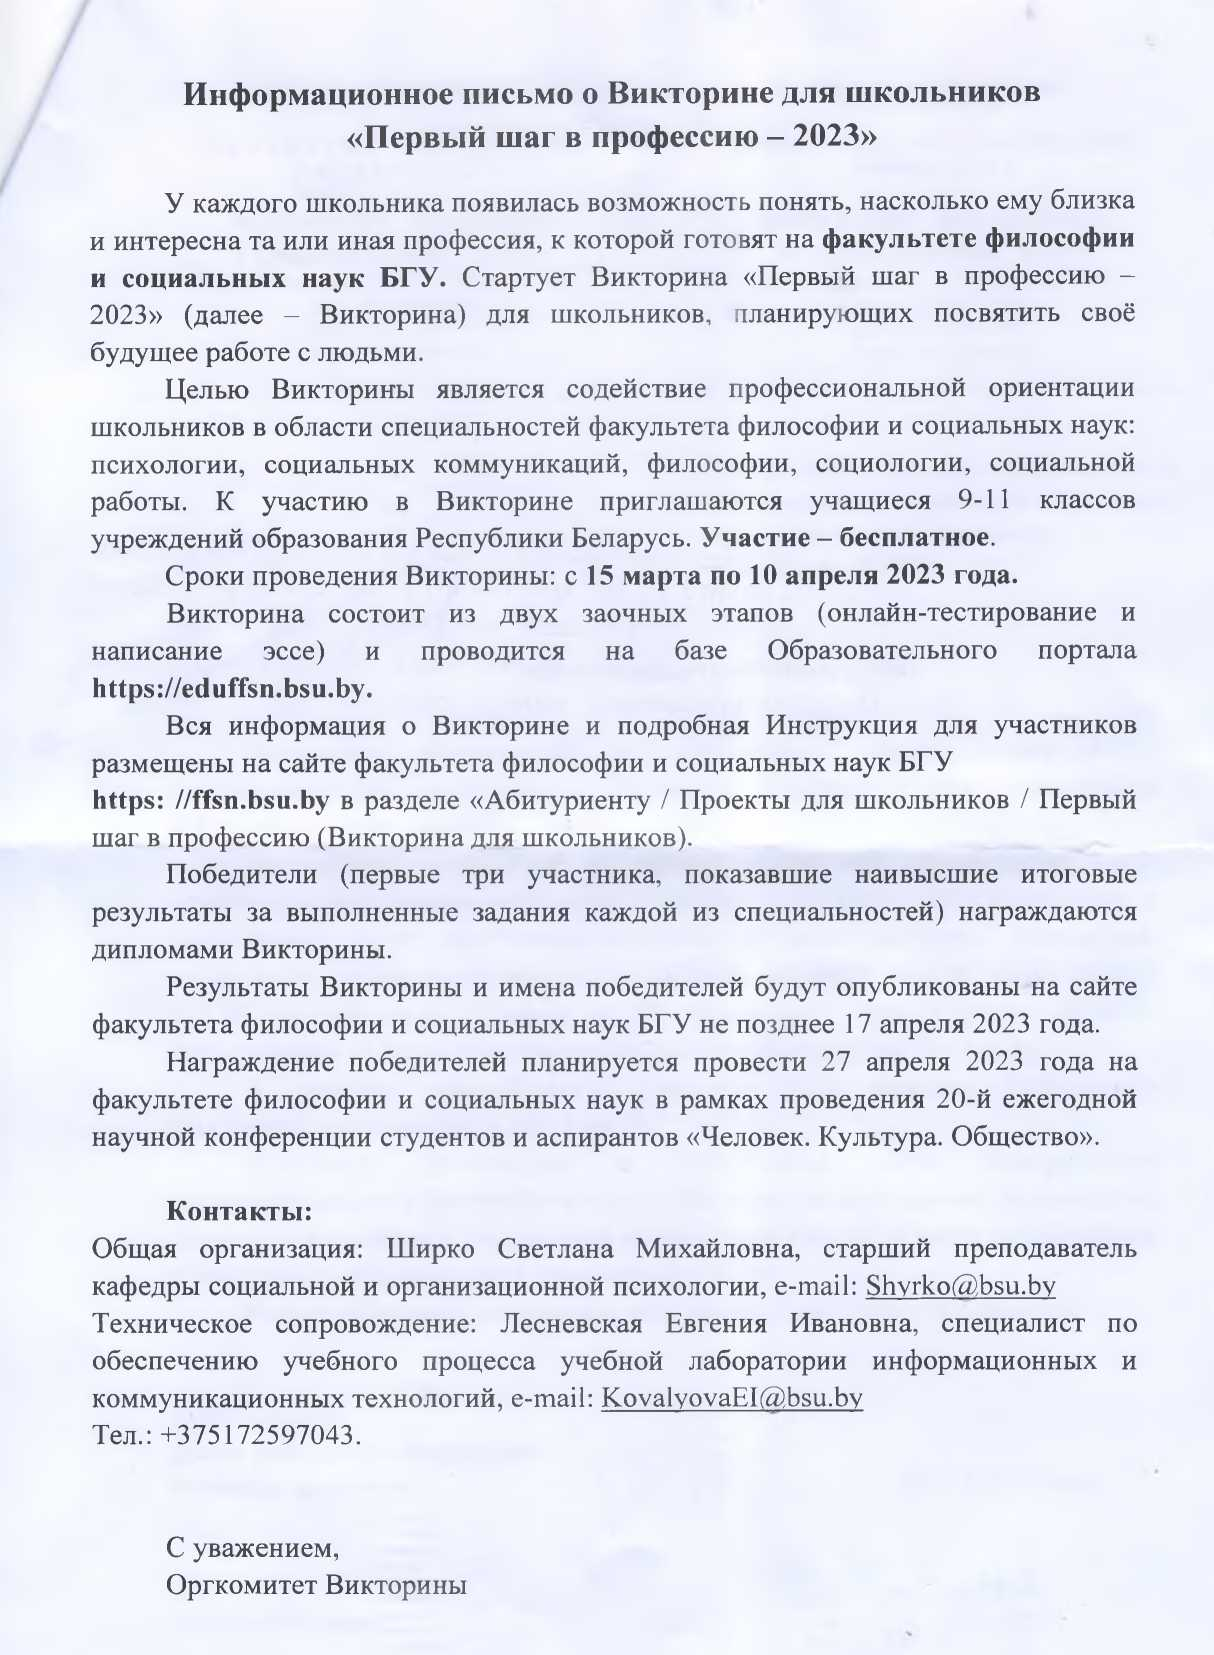 Информационное письмо о Викторине для школьников
«Первый шаг в профессию – 2023»
У каждого школьника появилась возможность понять, насколько ему близка
и интересна та или иная профессия, к которой готовят на факультете философии
и социальных наук БГУ. Стартует Викторина «Первый шаг в профессию –
2023» (далее – Викторина) для школьников, планирующих посвятить своё
будущее работе с людьми.
Целью Викторины является содействие профессиональной ориентации
школьников в области специальностей факультета философии и социальных наук:
психологии, социальных коммуникаций, философии, социологии, социальной
работы. К участию в Викторине приглашаются учащиеся 9-11 классов
учреждений образования Республики Беларусь. Участие – бесплатное.
Сроки проведения Викторины: с 15 марта по 10 апреля 2023 года.
Викторина состоит из двух заочных этапов (онлайн-тестирование и
написание эссе) и проводится на базе Образовательного портала
https://eduffsn.bsu.by.
Вся информация о Викторине и подробная Инструкция для участников
размещены на сайте факультета философии и социальных наук БГУ
https: //ffsn.bsu.by в разделе «Абитуриенту / Проекты для школьников / Первый
шаг в профессию (Викторина для школьников).
Победители (первые три участника, показавшие наивысшие итоговые
результаты за выполненные задания каждой из специальностей) награждаются
дипломами Викторины.
Результаты Викторины и имена победителей будут опубликованы на сайте
факультета философии и социальных наук БГУ не позднее 17 апреля 2023 года.
Награждение победителей планируется провести 27 апреля 2023 года на
факультете философии и социальных наук в рамках проведения 20-й ежегодной
научной конференции студентов и аспирантов «Человек. Культура. Общество».
Контакты:
Общая организация: Ширко Светлана Михайловна, старший преподаватель
кафедры социальной и организационной психологии, e-mail: Shyrko@bsu.by
Техническое сопровождение: Лесневская Евгения Ивановна, специалист по
обеспечению учебного процесса учебной лаборатории информационных и
коммуникационных технологий, e-mail: KovalyovaEI@bsu.by
Тел.: +375172597043.
С уважением,
Оргкомитет Викторины